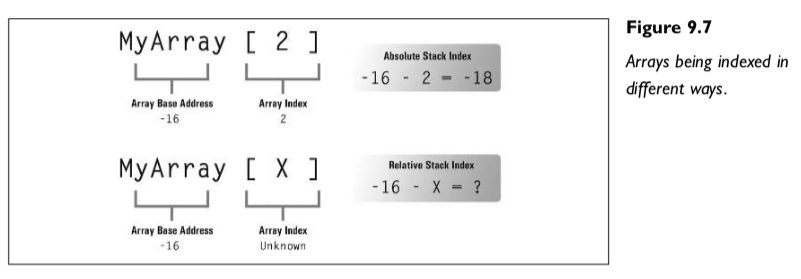 MyArray [ 2 ]
Array Base Address
-16
Array Index
2
Absolute Stack Index
-16 - 2 = -18
MyArray [ X ]
Array Base Address
-16
Array Index
Unknown
Relative Stack Index
-16 - X = ?
Figure 9.7
Arrays being indexed in
different ways.